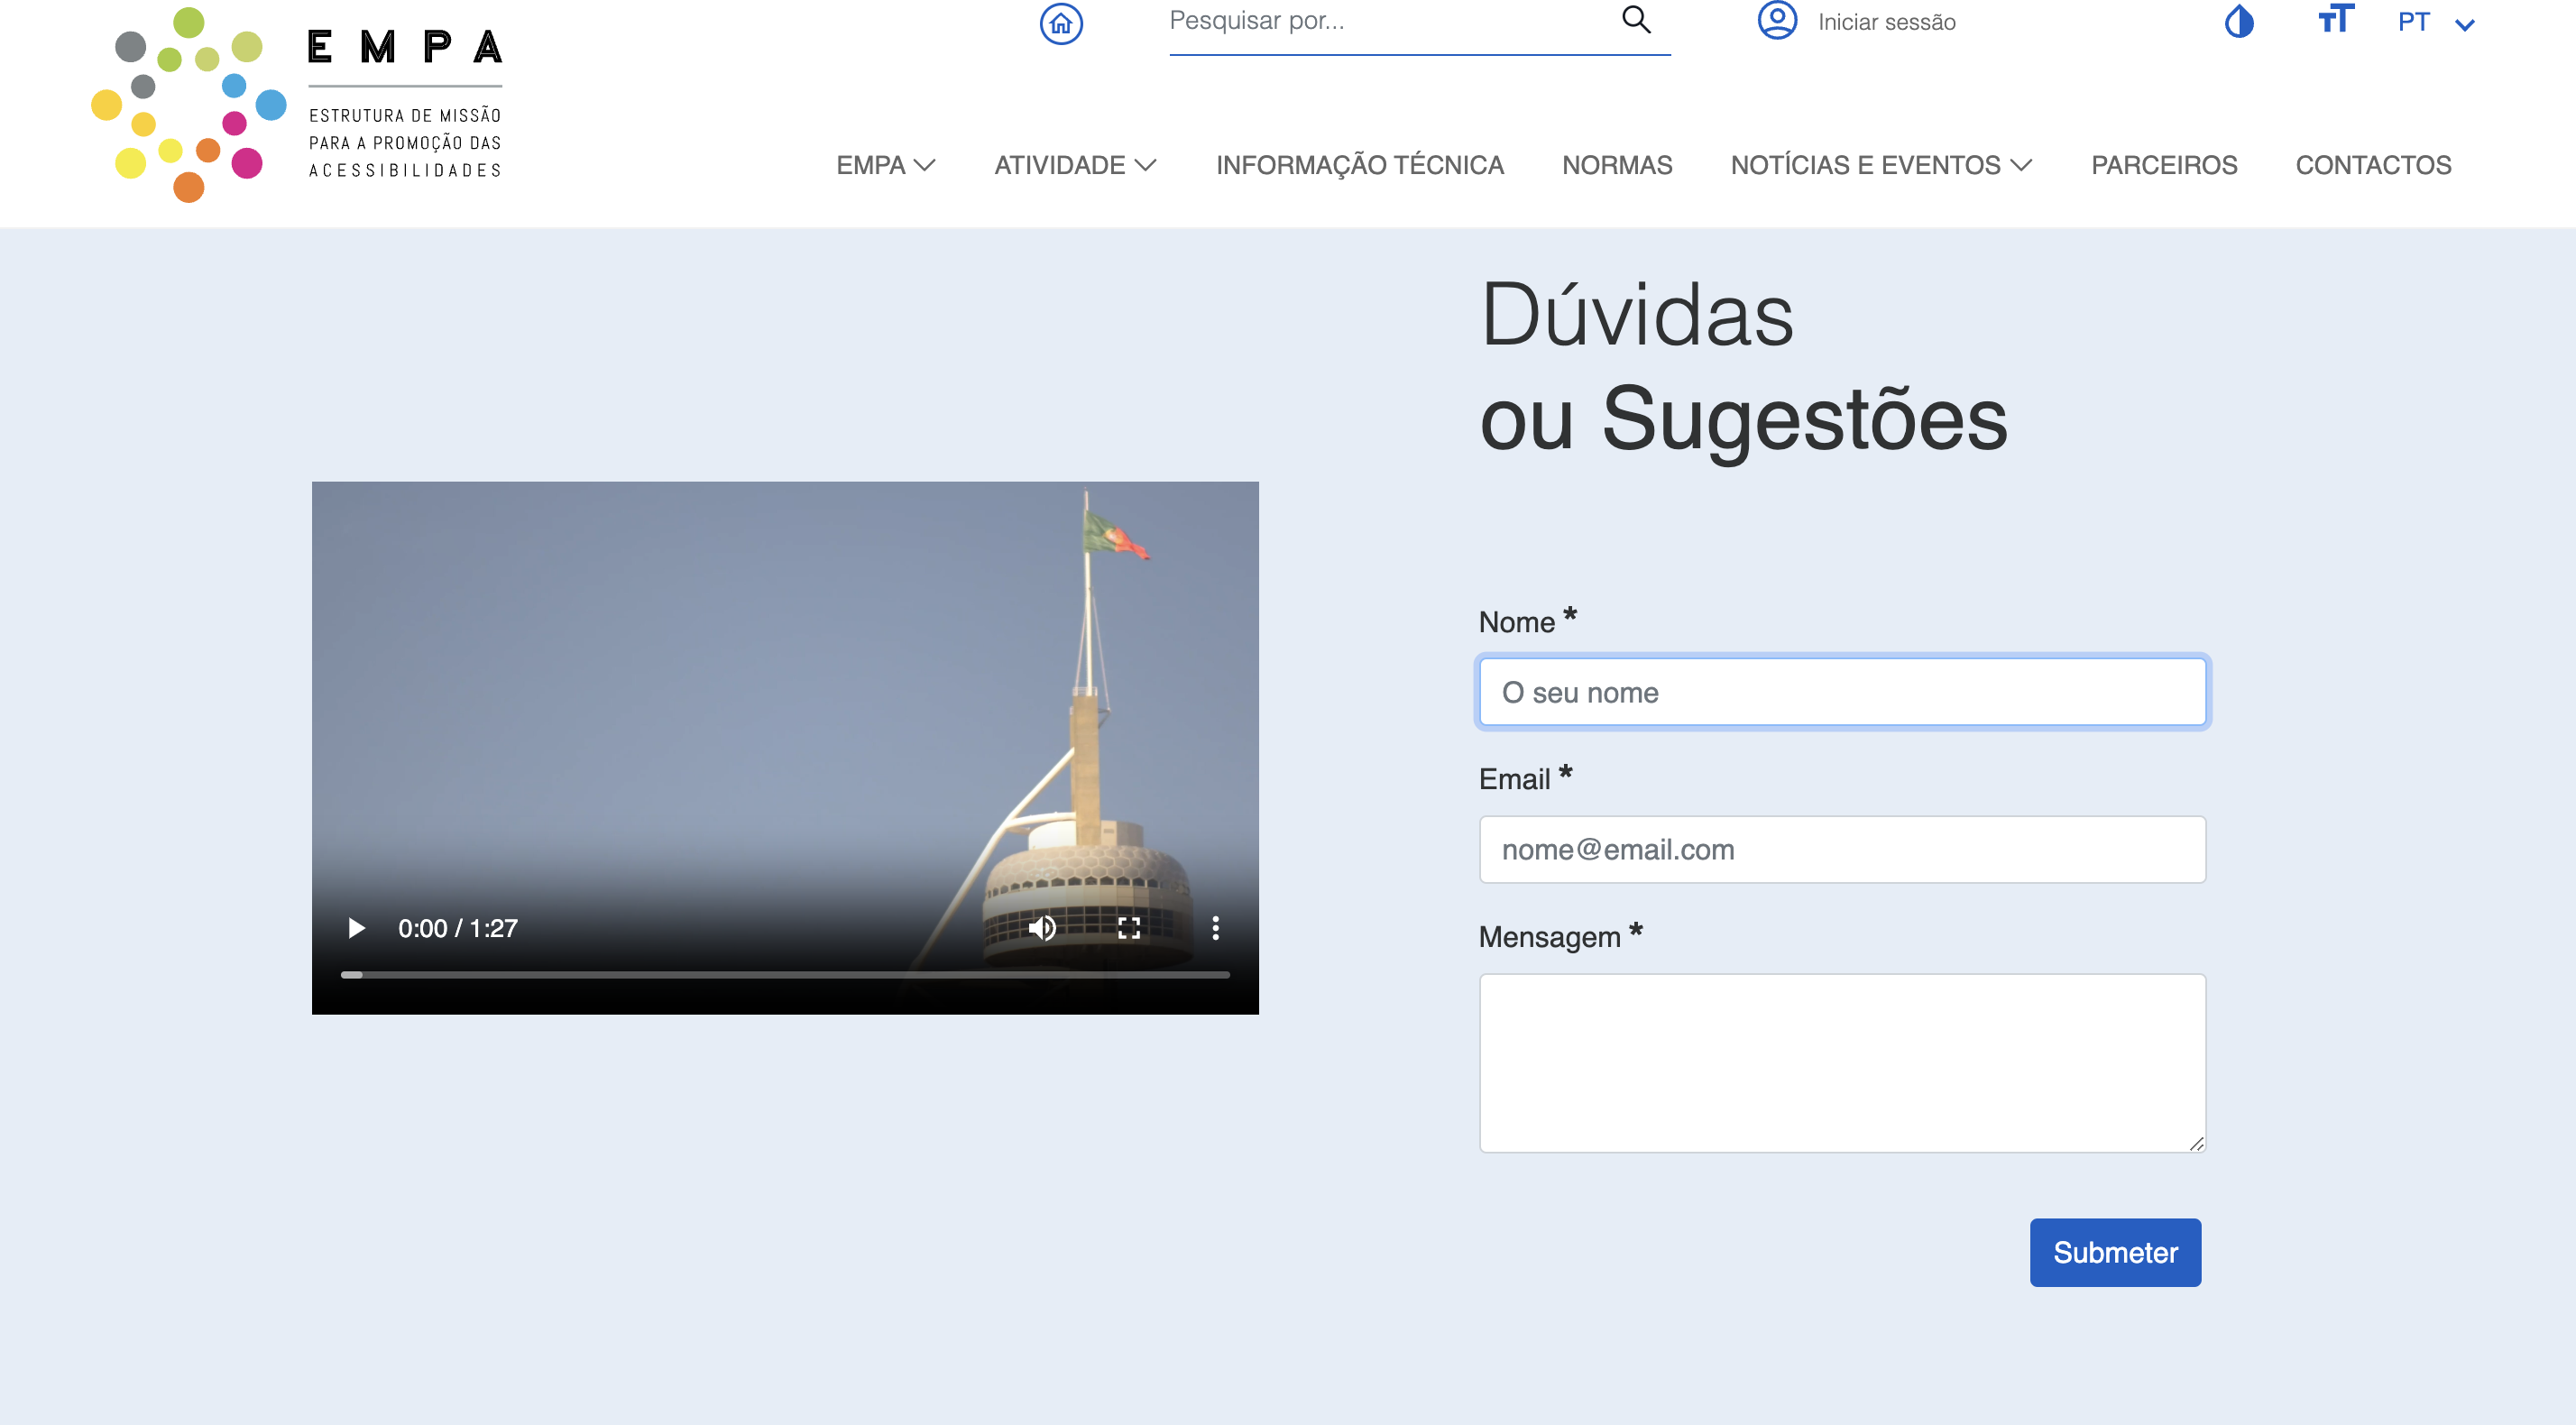 EMPA
ESTRUTURA DE MISSÃO
PARA A PROMOÇÃO DAS
ACESSIBILIDADES
Pesquisar por...
Iniciar sessão
PT
EMPA
ATIVIDADE
INFORMAÇÃO TÉCNICA
NORMAS
NOTÍCIAS E EVENTOS
PARCEIROS
CONTACTOS
Dúvidas
ou Sugestões
0:00 / 1:27
Nome *
O seu nome
Email *
nome@email.com
Mensagem *
Submeter